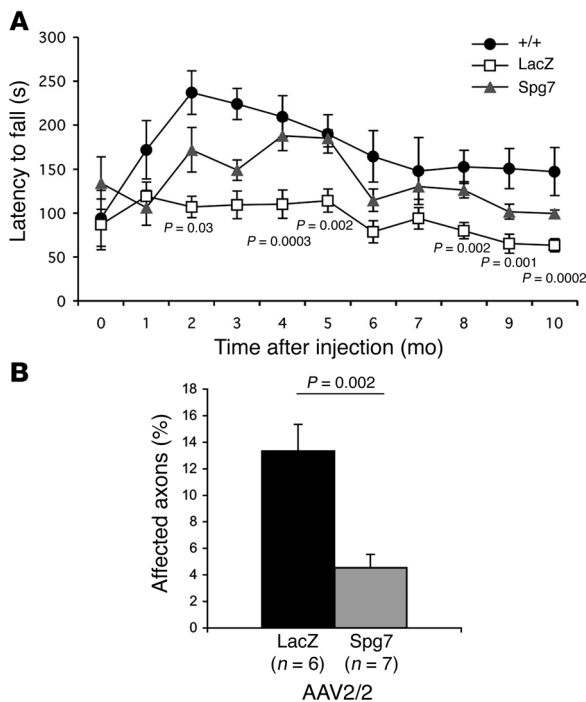 A
300
250
200
150
100
50
0
Latency to fall (s)
+/+
LacZ
Spg7
P = 0.03
P = 0.0003
P = 0.002
P = 0.002
P = 0.001
P = 0.0002
0 1 2 3 4 5 6 7 8 9 10
Time after injection (mo)
B
P = 0.002
18
16
14
12
10
8
6
4
2
0
Affected axons (%)
LacZ Spg7
(n = 6) (n = 7)
AAV2/2